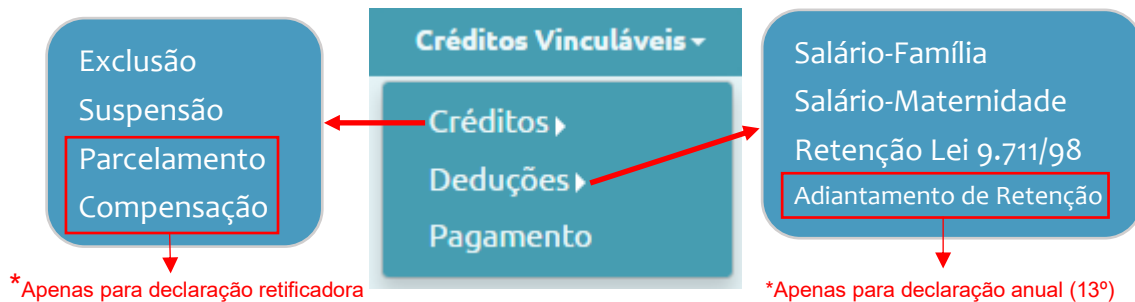 Exclusão
Suspensão
Parcelamento
Compensação
*Apenas para declaração retificadora
Créditos Vinculáveis
Créditos
Deduções
Pagamento
Salário-Família
Salário-Maternidade
Retenção Lei 9.711/98
Adiantamento de Retenção
*Apenas para declaração anual (13º)